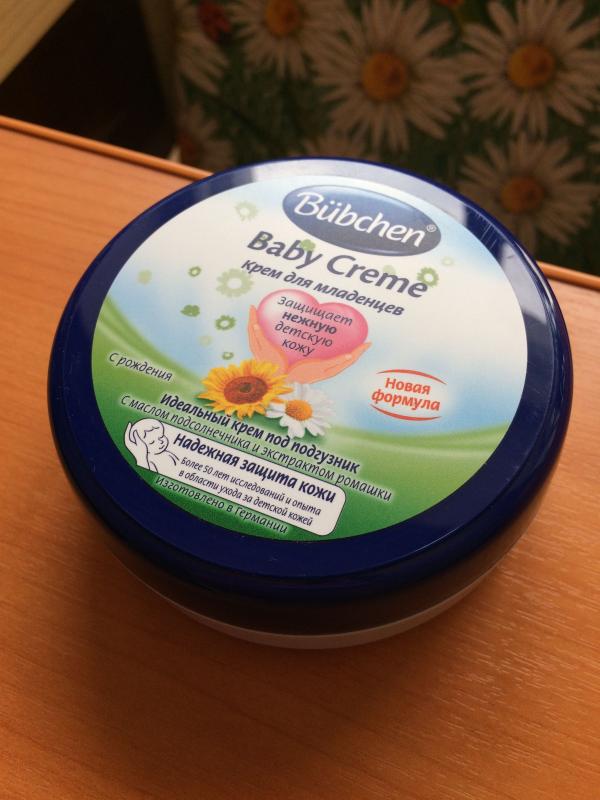 Bübchen®
Baby Creme
крем для младенцев
Защищает
нежную
детскую
кожу
С рождения
Новая
формула
Идеальный крем под подгузник
С маслом подсолнечника и экстрактом ромашки
Надежная защита кожи
Более 50 лет исследований и опыта
в области ухода за детской кожей
Изготовлено в Германии